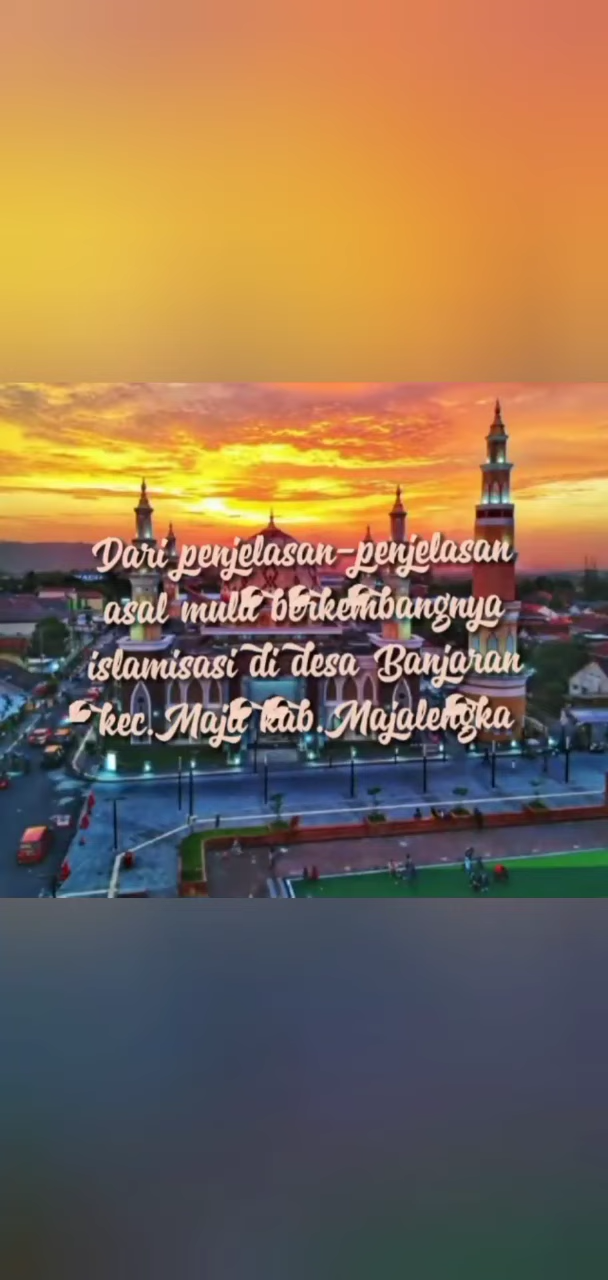 Dari penjelasan-penjelasan
asal mula berkembangnya
islamisasi di desa Banjaran
kec.Maja kab.Majalengka